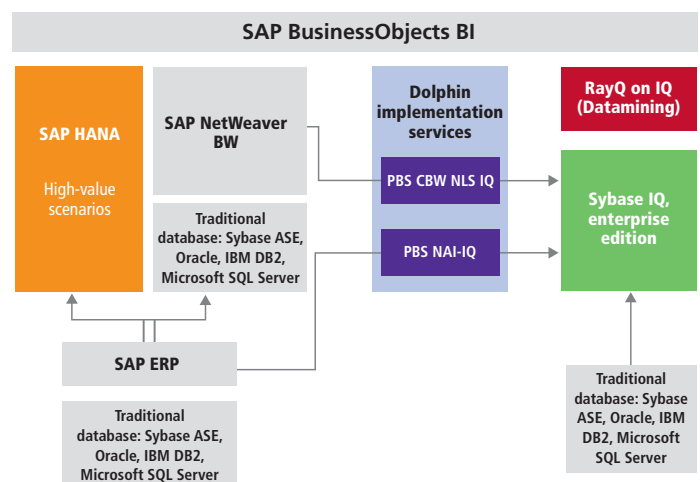 SAP BusinessObjects BI
SAP HANA
High-value
scenarios
SAP NetWeaver
BW
Traditional
database: Sybase ASE,
Oracle, IBM DB2,
Microsoft SQL Server
Dolphin
implementation
services
PBS CBW NLS IQ
PBS NAI-IQ
RayQ on IQ
(Datamining)
Sybase IQ,
enterprise
edition
SAP ERP
Traditional
database: Sybase ASE,
Oracle, IBM DB2,
Microsoft SQL Server
Traditional
database: Sybase
ASE, Oracle, IBM
DB2, Microsoft
SQL Server